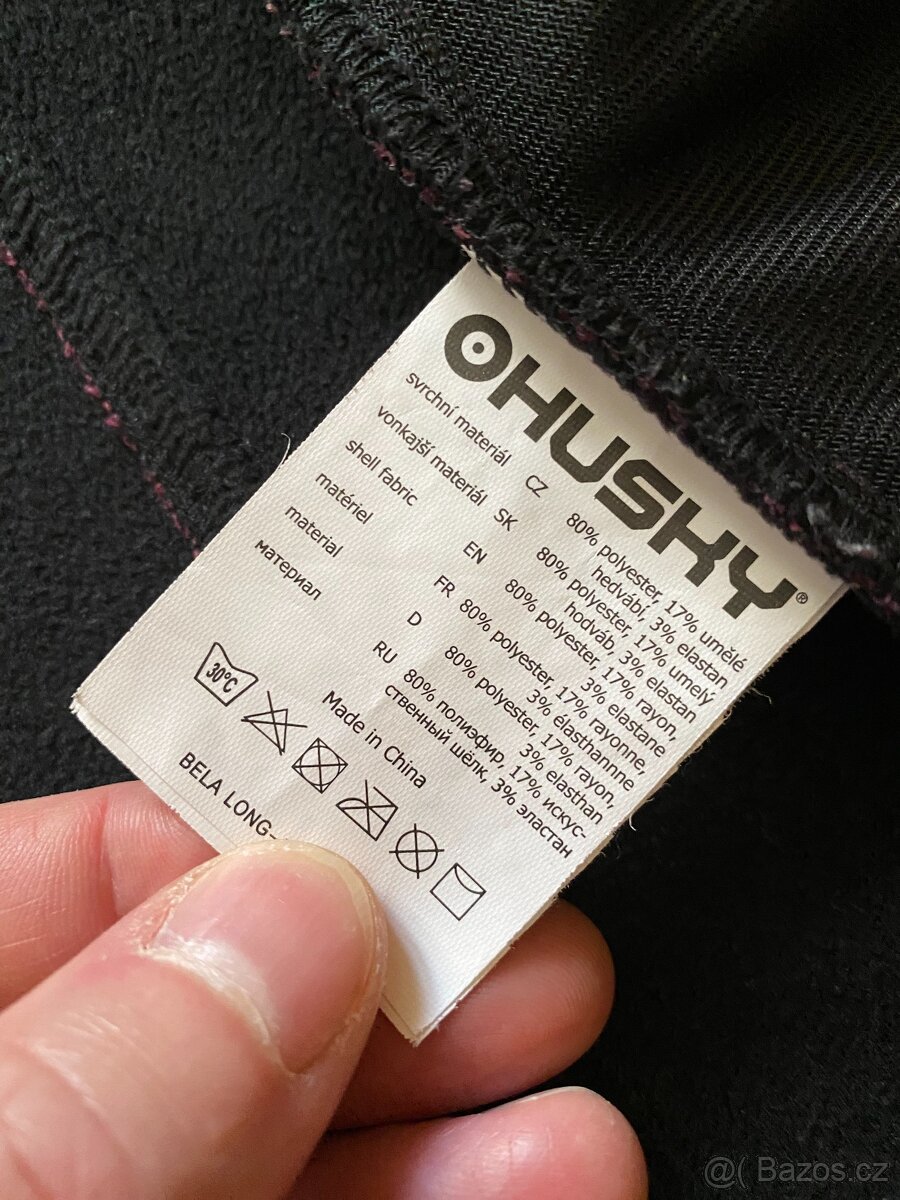 HUSKY®
svrchní materiál CZ 80% polyester, 17% umělé
hedvábí, 3% elastan
vonkajší materiál SK 80% polyester, 17% umelý
hodváb, 3% elastan
shell fabric EN 80% polyester, 17% rayon,
3% elastane
matériel FR 80% polyester, 17% rayonne,
3% élasthannne
material D 80% polyester, 17% rayon,
3% elasthan
материал RU 80% полиэфир, 17% искус-
ственный шёлк, 3% эластан
Made in China
30°C
BELA LONG-
@( Bazos.cz